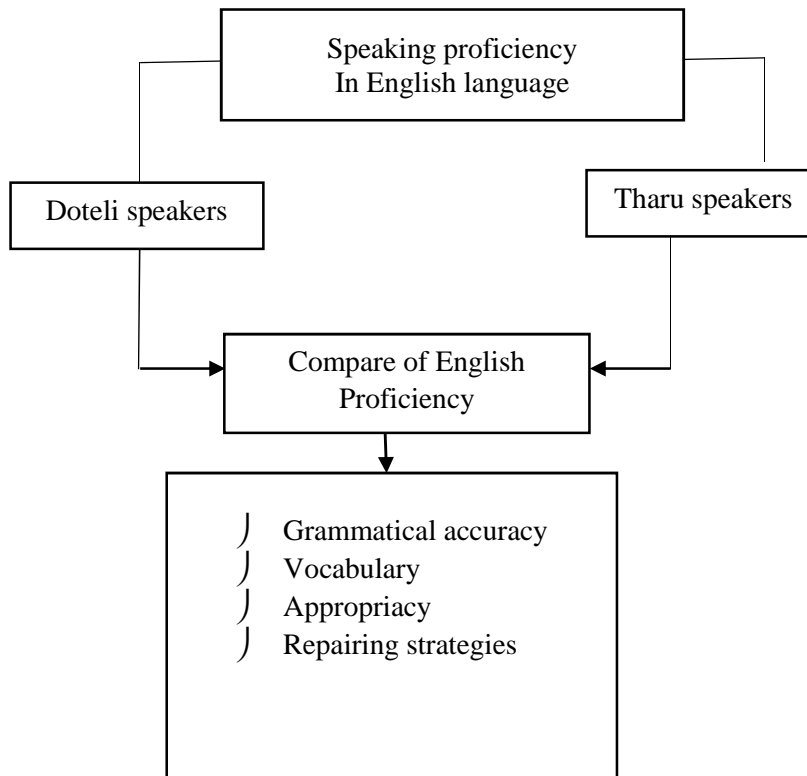 Speaking proficiency
In English language
Doteli speakers
Tharu speakers
Compare of English
Proficiency
Grammatical accuracy
Vocabulary
Appropriacy
Repairing strategies